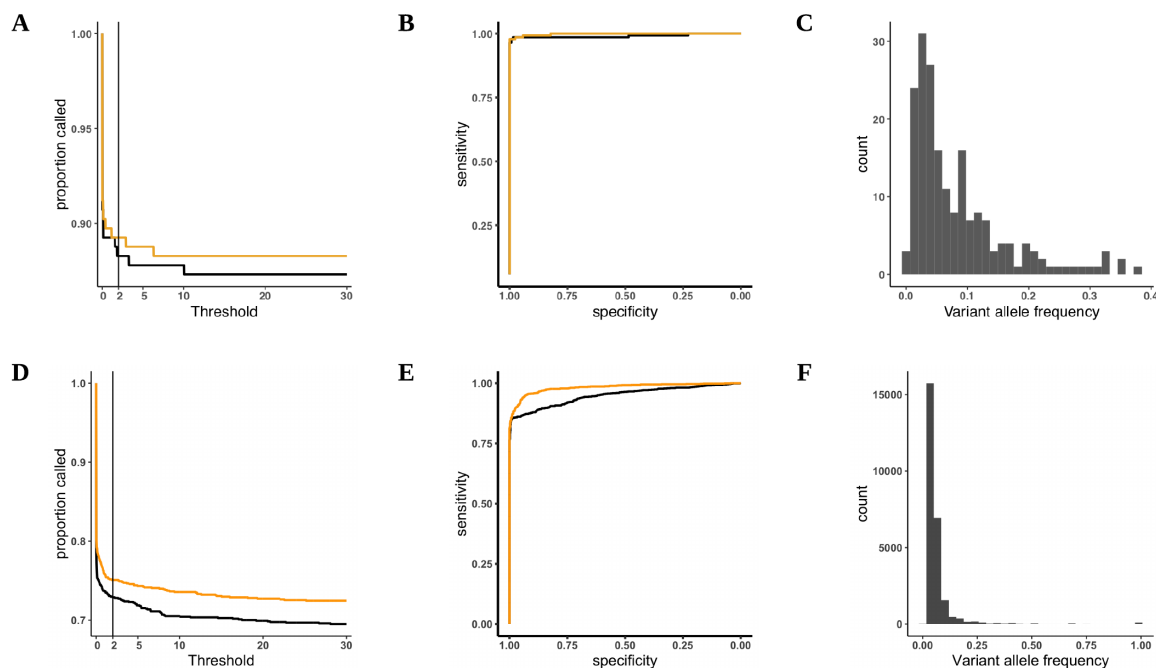 A
1.00
0.95
0.90
proportion called
0 2 5 10 20 30
Threshold
B
1.00
0.75
0.50
0.25
sensitivity
1.00 0.75 0.50 0.25 0.00
specificity
C
30
20
10
0
count
0.0 0.1 0.2 0.3 0.4
Variant allele frequency
D
1.0
0.9
0.8
0.7
proportion called
0 2 5 10 20 30
Threshold
E
1.00
0.75
0.50
0.25
0.00
sensitivity
1.00 0.75 0.50 0.25 0.00
specificity
F
15000
10000
5000
0
count
0.00 0.25 0.50 0.75 1.00
Variant allele frequency